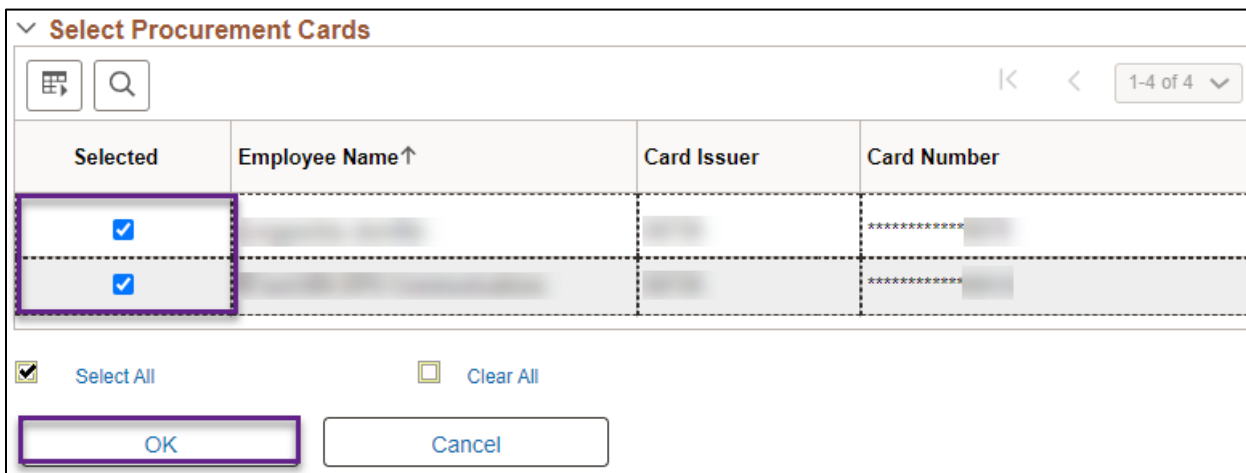 Select Procurement Cards
1-4 of 4
Selected Employee Name↑ Card Issuer Card Number
************
************
Select All Clear All
OK Cancel